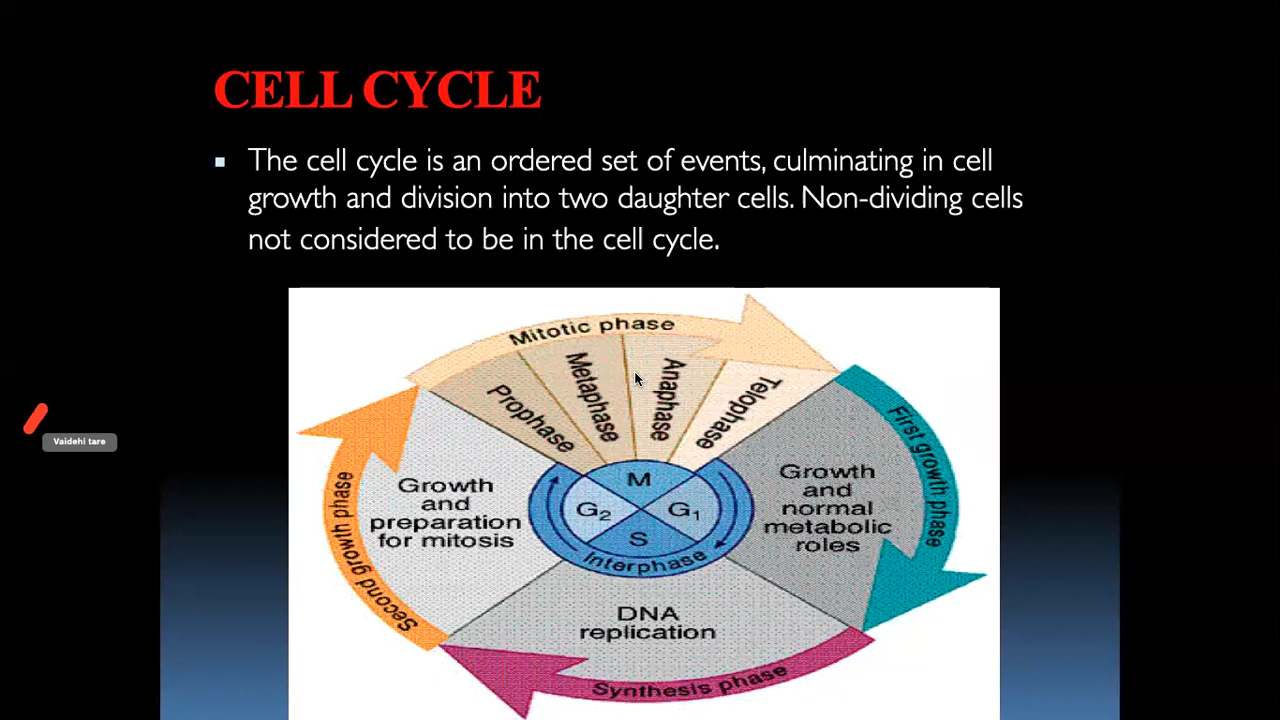 CELL CYCLE
▪ The cell cycle is an ordered set of events, culminating in cell
growth and division into two daughter cells. Non-dividing cells
not considered to be in the cell cycle.
Mitotic phase
Prophase
Metaphase
Anaphase
Telophase
First growth phase
Vaidehi tare
Second growth phase
Growth
and
preparation
for mitosis
M
G2
G1
S
Interphase
Growth
and
normal
metabolic
roles
DNA
replication
Synthesis phase